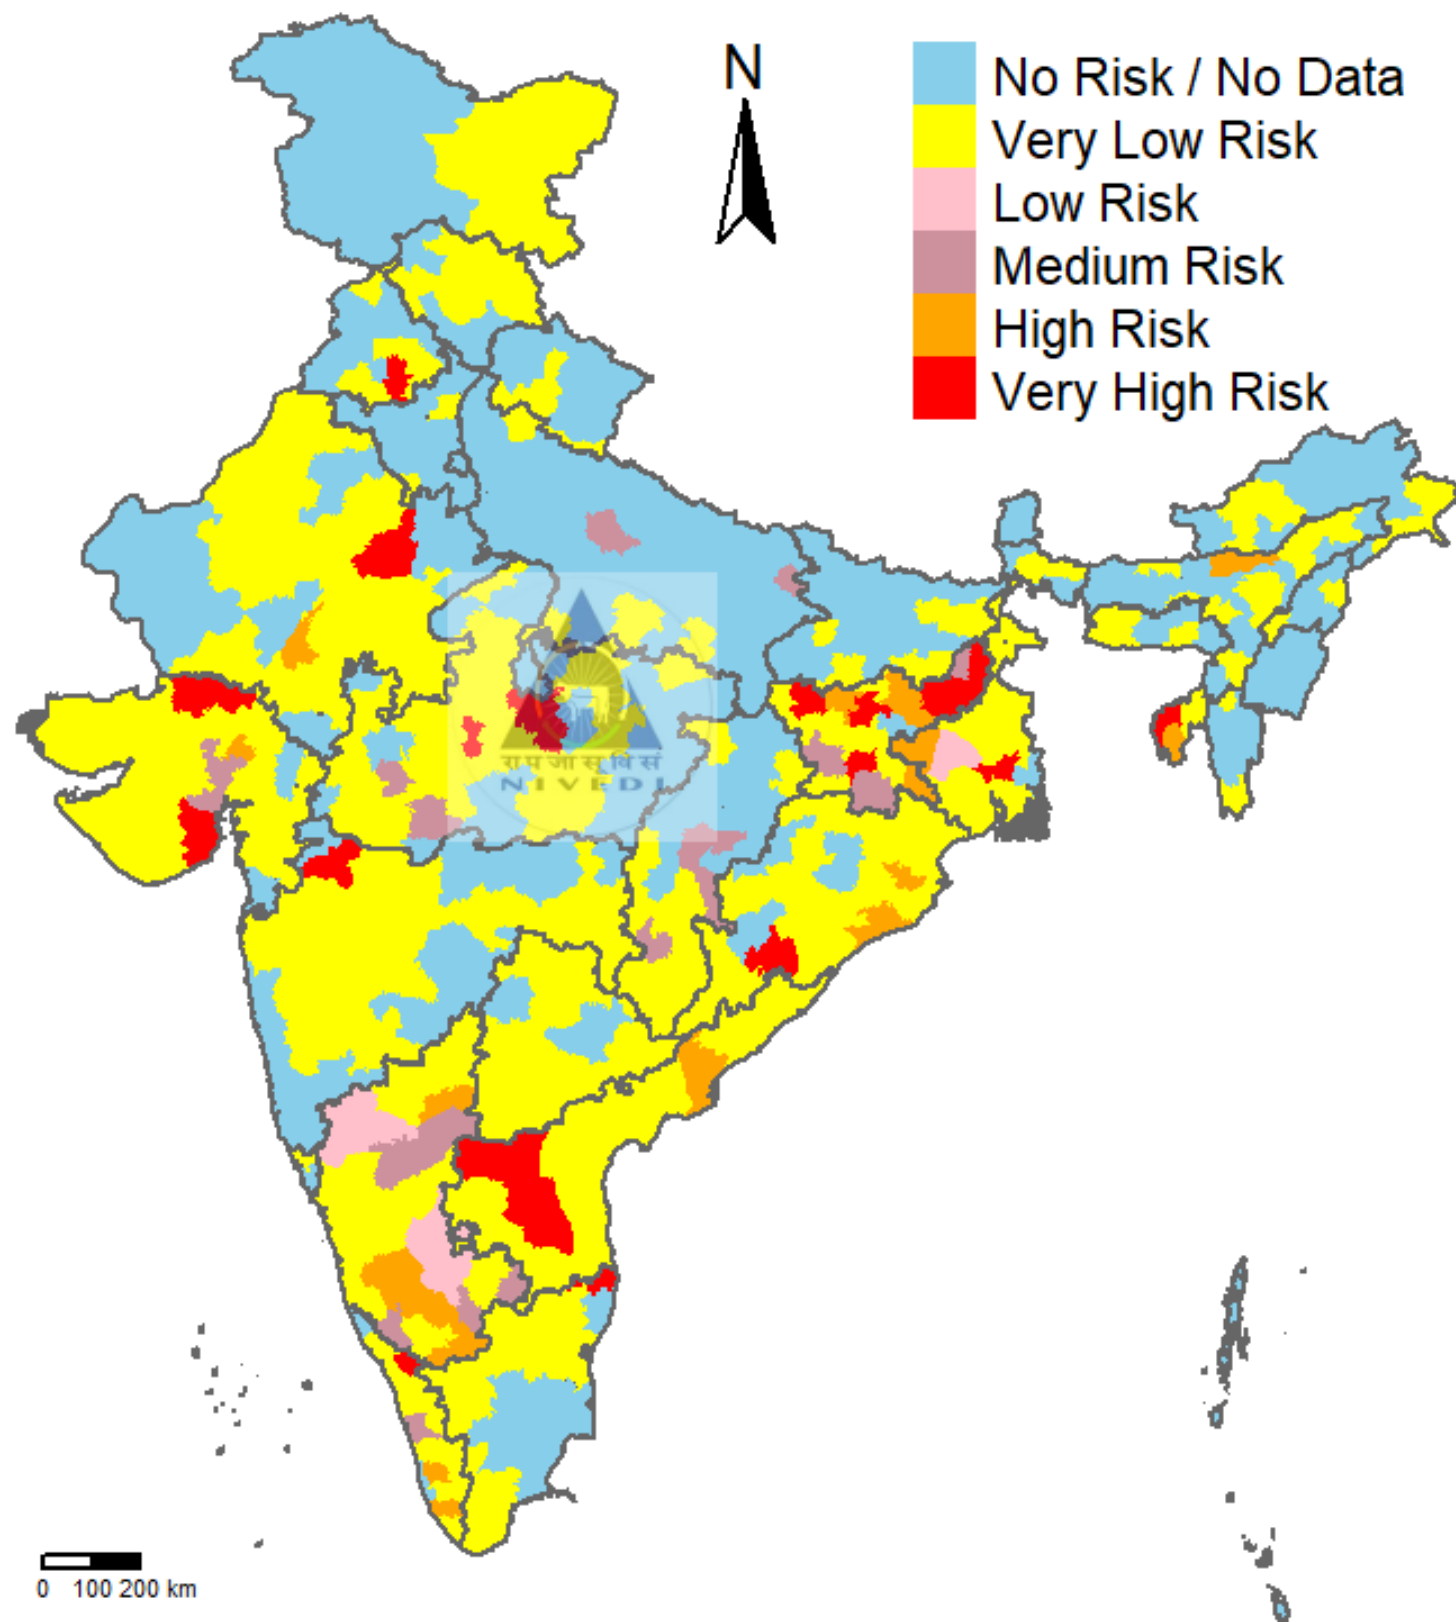 N
No Risk / No Data
Very Low Risk
Low Risk
Medium Risk
High Risk
Very High Risk
रा प जा सू वि सं
NIVEDI
0 100 200 km